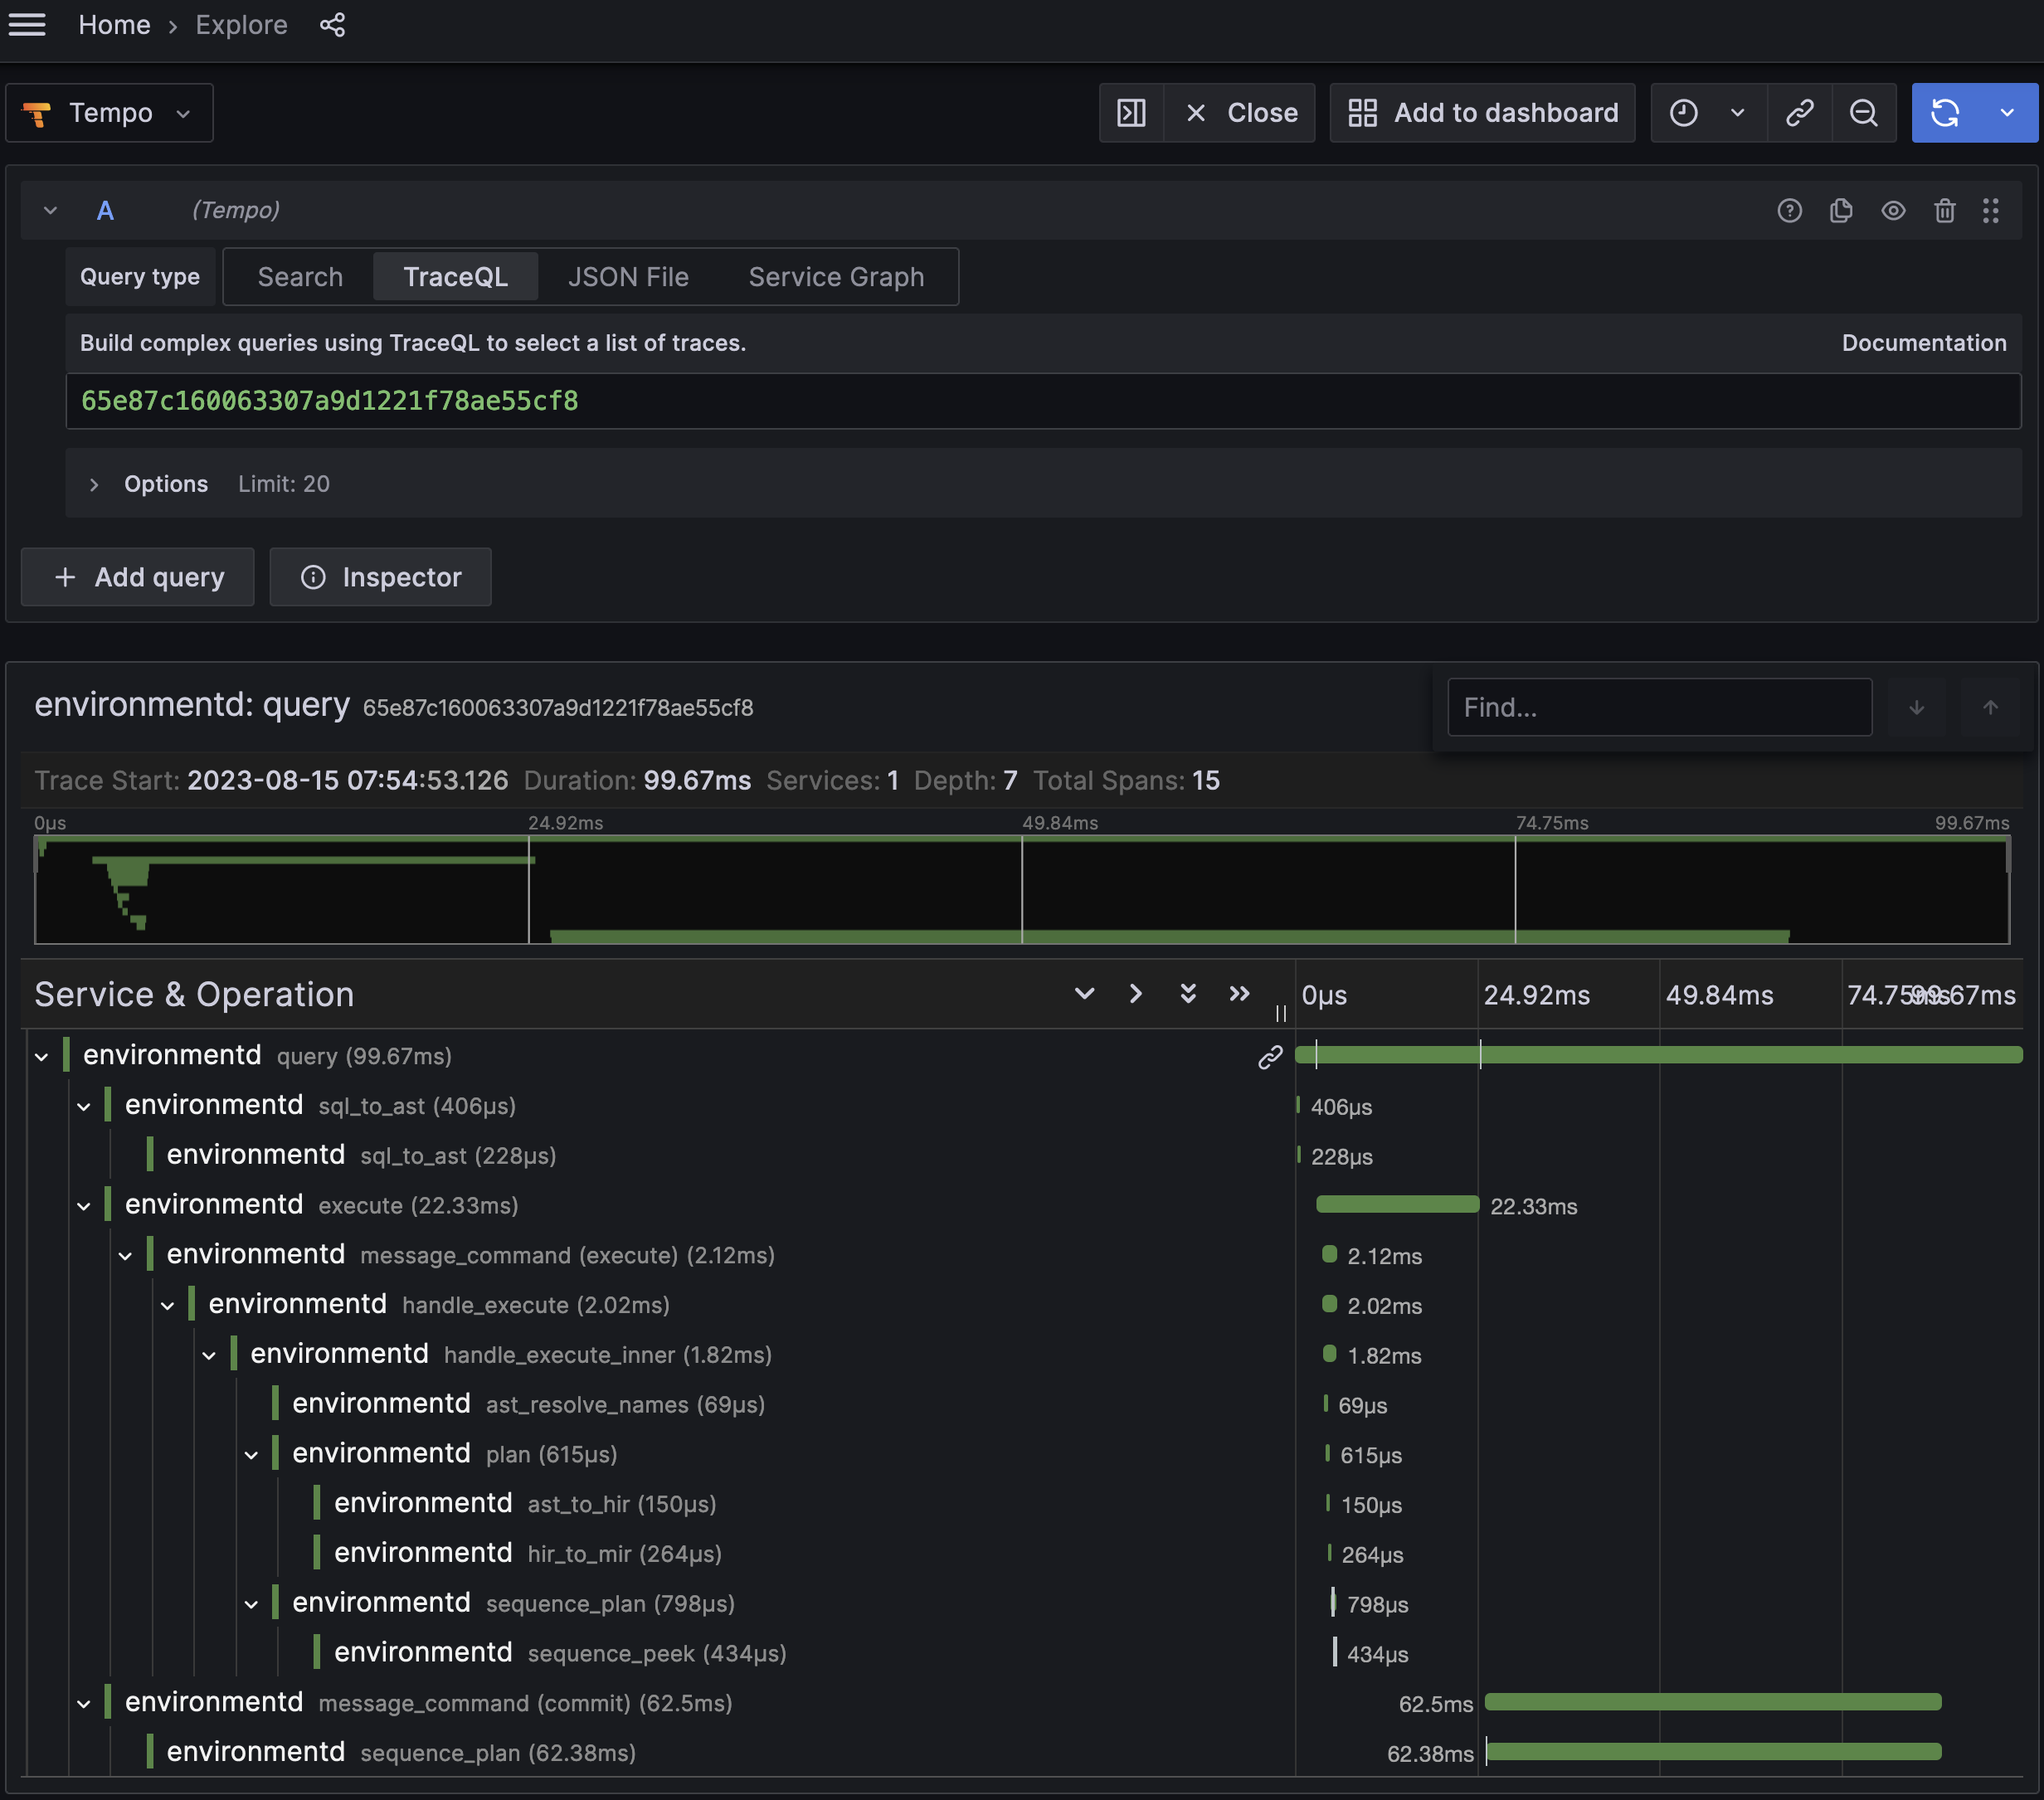 Home › Explore
Tempo
Close
Add to dashboard
A (Tempo)
Query type Search TraceQL JSON File Service Graph
Build complex queries using TraceQL to select a list of traces. Documentation
65e87c160063307a9d1221f78ae55cf8
Options Limit: 20
+ Add query
Inspector
environmentd: query 65e87c160063307a9d1221f78ae55cf8
Find...
Trace Start: 2023-08-15 07:54:53.126 Duration: 99.67ms Services: 1 Depth: 7 Total Spans: 15
0µs 24.92ms 49.84ms 74.75ms 99.67ms
Service & Operation 0µs 24.92ms 49.84ms 74.75ms 99.67ms
environmentd query (99.67ms)
environmentd sql_to_ast (406µs) 406µs
environmentd sql_to_ast (228µs) 228µs
environmentd execute (22.33ms) 22.33ms
environmentd message_command (execute) (2.12ms) 2.12ms
environmentd handle_execute (2.02ms) 2.02ms
environmentd handle_execute_inner (1.82ms) 1.82ms
environmentd ast_resolve_names (69µs) 69µs
environmentd plan (615µs) 615µs
environmentd ast_to_hir (150µs) 150µs
environmentd hir_to_mir (264µs) 264µs
environmentd sequence_plan (798µs) 798µs
environmentd sequence_peek (434µs) 434µs
environmentd message_command (commit) (62.5ms) 62.5ms
environmentd sequence_plan (62.38ms) 62.38ms